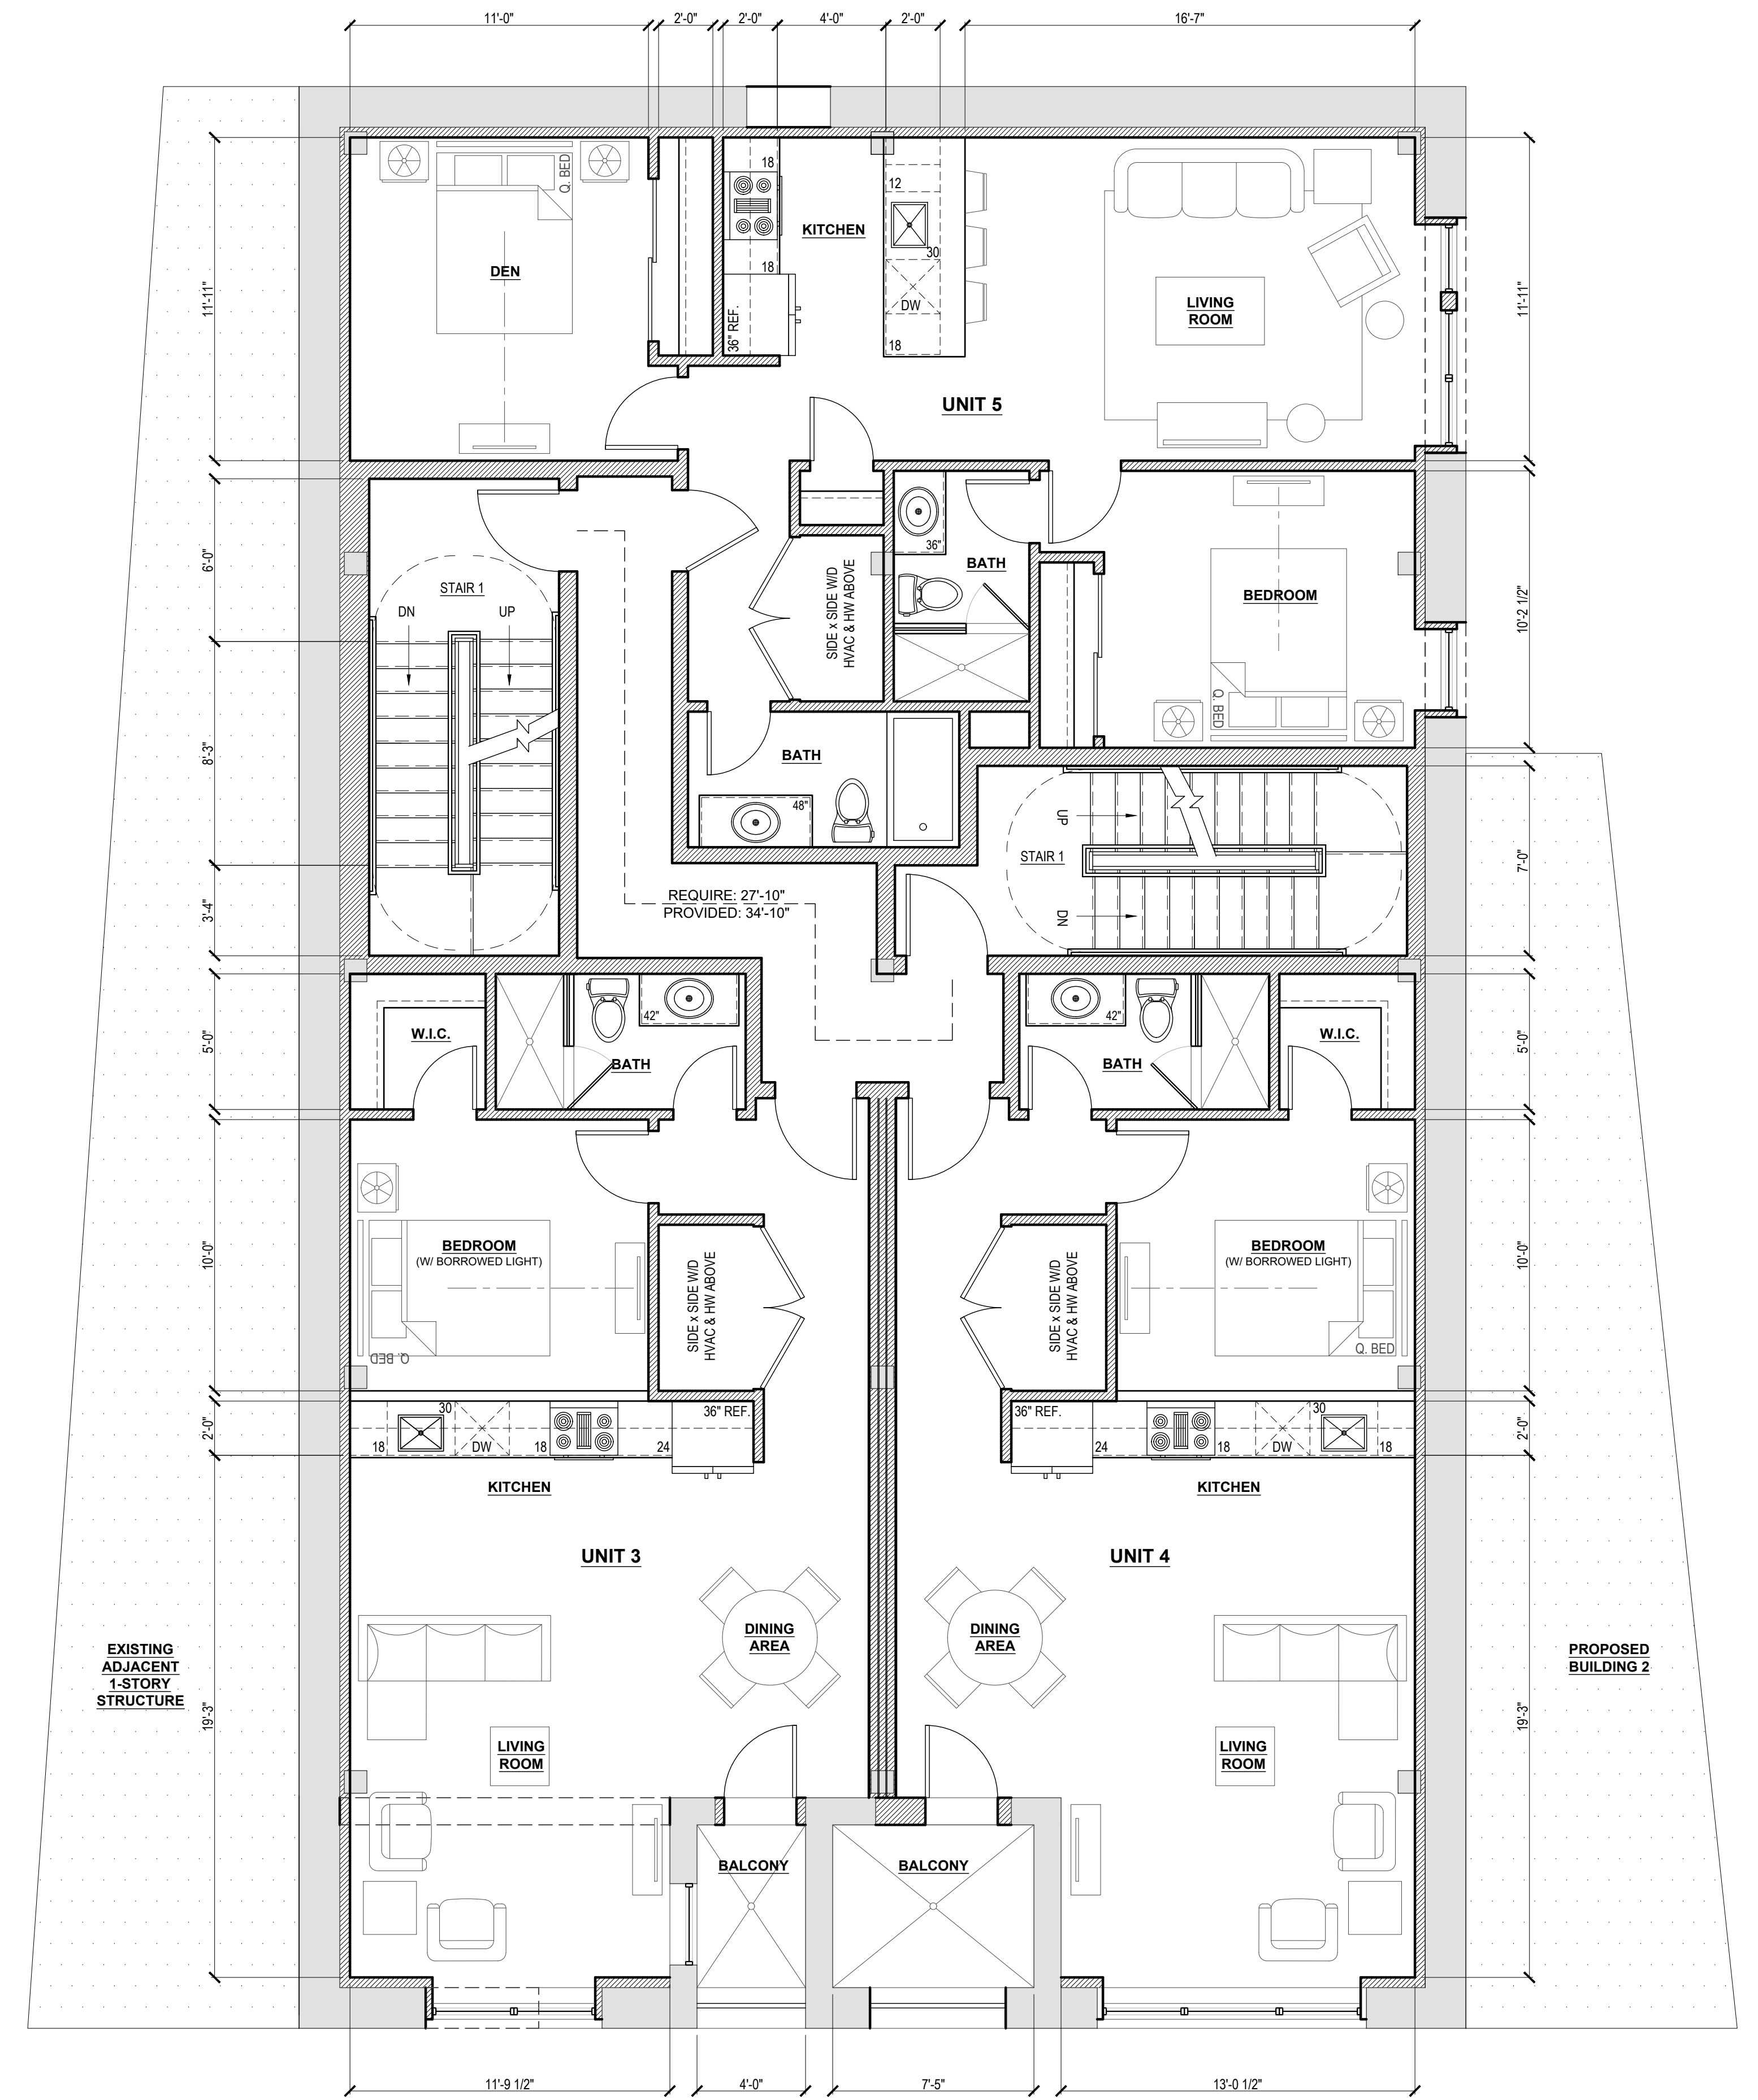 11'-0"
2'-0"
2'-0"
4'-0"
2'-0"
16'-7"
Q. BED
DEN
18
18
36" REF.
KITCHEN
12
30
DW
18
LIVING
ROOM
UNIT 5
11'-11"
11'-11"
6'-0"
8'-3"
3'-4"
STAIR 1
DN
UP
SIDE x SIDE W/D
HVAC & HW ABOVE
36"
BATH
BEDROOM
Q. BED
10'-2 1/2"
BATH
48"
UP
STAIR 1
DN
7'-0"
REQUIRE: 27'-10"
PROVIDED: 34'-10"
5'-0"
W.I.C.
42"
BATH
42"
BATH
W.I.C.
5'-0"
10'-0"
BEDROOM
(W/ BORROWED LIGHT)
Q. BED
SIDE x SIDE W/D
HVAC & HW ABOVE
SIDE x SIDE W/D
HVAC & HW ABOVE
BEDROOM
(W/ BORROWED LIGHT)
Q. BED
10'-0"
2'-0"
18
30
DW
18
24
36" REF.
36" REF.
24
18
DW
30
18
2'-0"
KITCHEN
KITCHEN
UNIT 3
UNIT 4
DINING
AREA
DINING
AREA
EXISTING
ADJACENT
1-STORY
STRUCTURE
PROPOSED
BUILDING 2
19'-3"
19'-3"
LIVING
ROOM
LIVING
ROOM
BALCONY
BALCONY
11'-9 1/2"
4'-0"
7'-5"
13'-0 1/2"